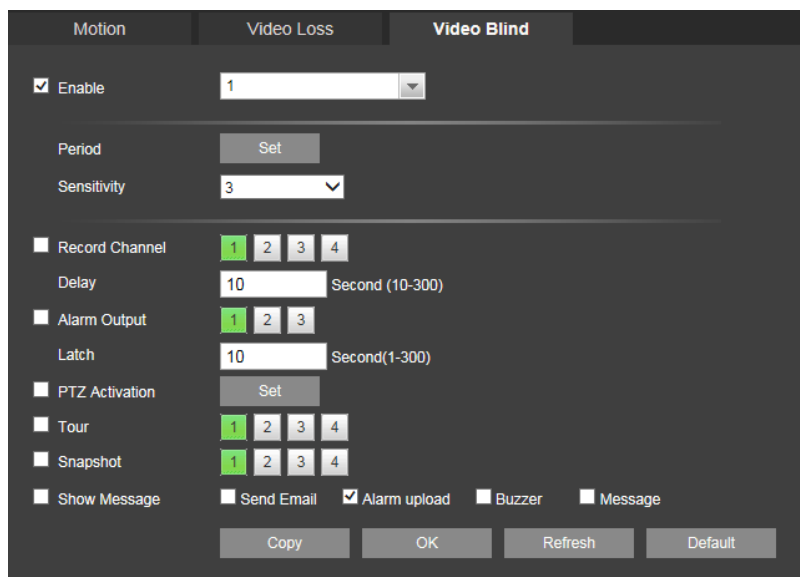 Motion Video Loss Video Blind
Enable 1
Period Set
Sensitivity 3
Record Channel 1 2 3 4
Delay 10 Second (10-300)
Alarm Output 1 2 3
Latch 10 Second(1-300)
PTZ Activation Set
Tour 1 2 3 4
Snapshot 1 2 3 4
Show Message Send Email Alarm upload Buzzer Message
Copy OK Refresh Default